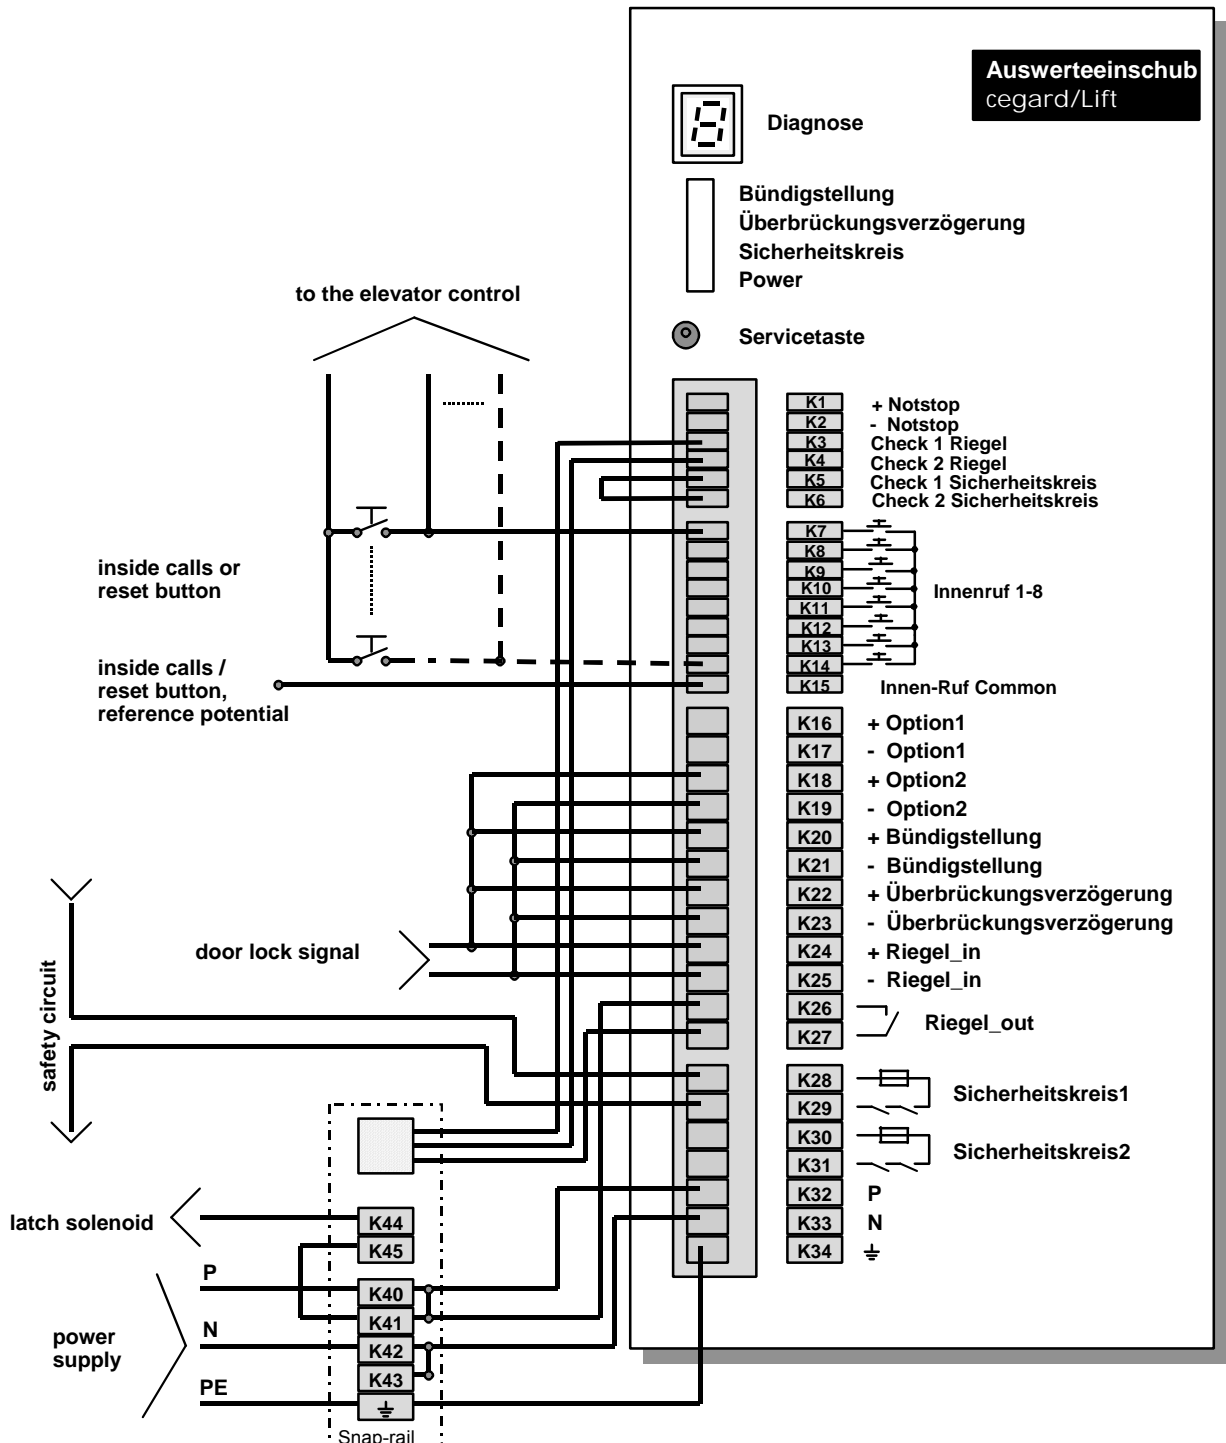 Auswerteeinschub
cegard/Lift
8
Diagnose
Bündigstellung
Überbrückungsverzögerung
Sicherheitskreis
Power
to the elevator control
Servicetaste
K1 + Notstop
K2 - Notstop
K3 Check 1 Riegel
K4 Check 2 Riegel
K5 Check 1 Sicherheitskreis
K6 Check 2 Sicherheitskreis
K7
K8
K9
K10
K11
K12
K13
K14
Innenruf 1-8
inside calls or
reset button
inside calls /
reset button,
reference potential
K15 Innen-Ruf Common
K16 + Option1
K17 - Option1
K18 + Option2
K19 - Option2
K20 + Bündigstellung
K21 - Bündigstellung
K22 + Überbrückungsverzögerung
K23 - Überbrückungsverzögerung
K24 + Riegel_in
K25 - Riegel_in
door lock signal
K26
K27
Riegel_out
safety circuit
K28
K29
Sicherheitskreis1
K30
K31
Sicherheitskreis2
K32 P
K33 N
K34
latch solenoid
K44
K45
P
K40
K41
N
K42
K43
PE
power
supply
Snap-rail